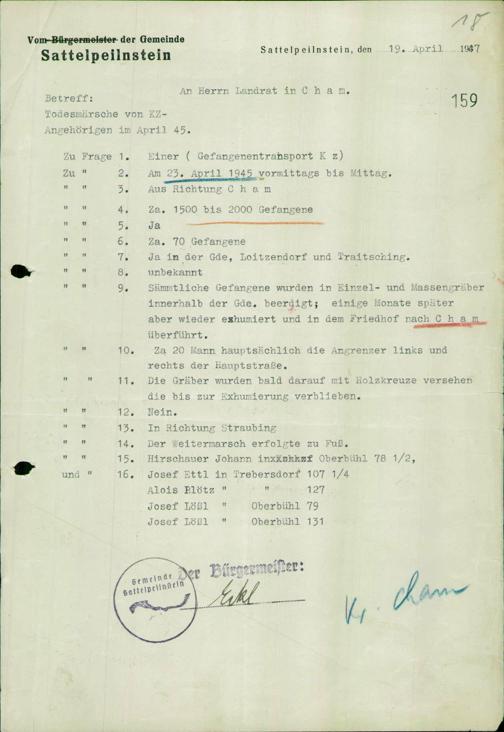 18
Vom Bürgermeister der Gemeinde
Sattelpeilnstein
Sattelpeilnstein, den 19. April 1947
An Herrn Landrat in C h a m.
159
Betreff:
Todesmärsche von KZ-
Angehörigen im April 45.
Zu Frage 1. Einer ( Gefangenentransport K z)
Zu " 2. Am 23. April 1945 vormittags bis Mittag.
" " 3. Aus Richtung C h a m
" " 4. Za. 1500 bis 2000 Gefangene
" " 5. Ja
" " 6. Za. 70 Gefangene
" " 7. Ja in der Gde, Loitzendorf und Traitsching.
" " 8. unbekannt
" " 9. Sämmtliche Gefangene wurden in Einzel- und Massengräber
innerhalb der Gde. beerdigt; einige Monate später
aber wieder exhumiert und in dem Friedhof nach C h a m
überführt.
" " 10. Za 20 Mann hauptsächlich die Angrenzer links und
rechts der Hauptstraße.
" " 11. Die Gräber wurden bald darauf mit Holzkreuze versehen
die bis zur Exhumierung verblieben.
" " 12. Nein.
" " 13. In Richtung Straubing
" " 14. Der Weitermarsch erfolgte zu Fuß.
" " 15. Hirschauer Johann in Oberbühl 78 1/2,
und " 16. Josef Ettl in Trebersdorf 107 1/4
Alois Plötz " " 127
Josef Lößl " Oberbühl 79
Josef Lößl " Oberbühl 131
Der Bürgermeister:
Gemeinde
Sattelpeilnstein
Kr. Cham